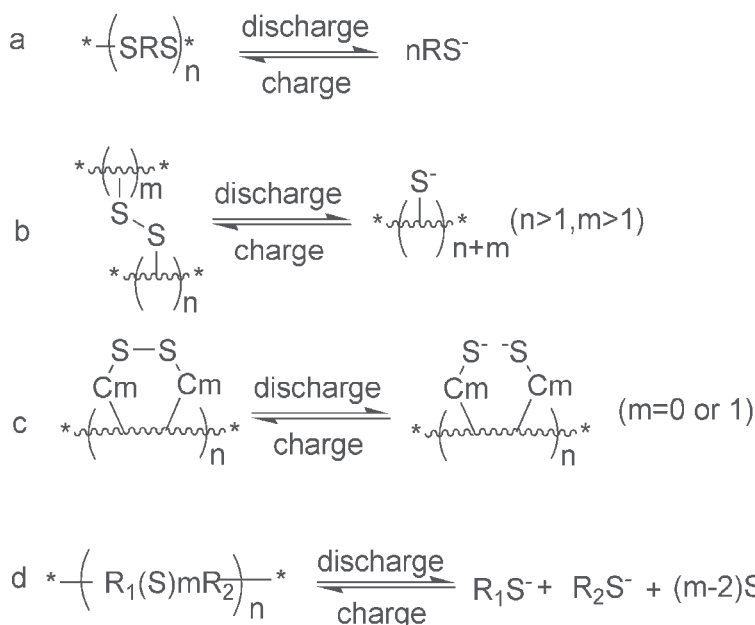 a *-(SRS)*n discharge charge nRS-
* ( )m *
S
S
* ( )n *
b discharge charge S-
* ( )n+m * (n>1,m>1)
S—S
Cm Cm
c * ( )n * discharge charge S- -S
Cm Cm
* ( )n * (m=0 or 1)
d *-( R1(S)mR2 )n-* discharge charge R1S- + R2S- + (m-2)S